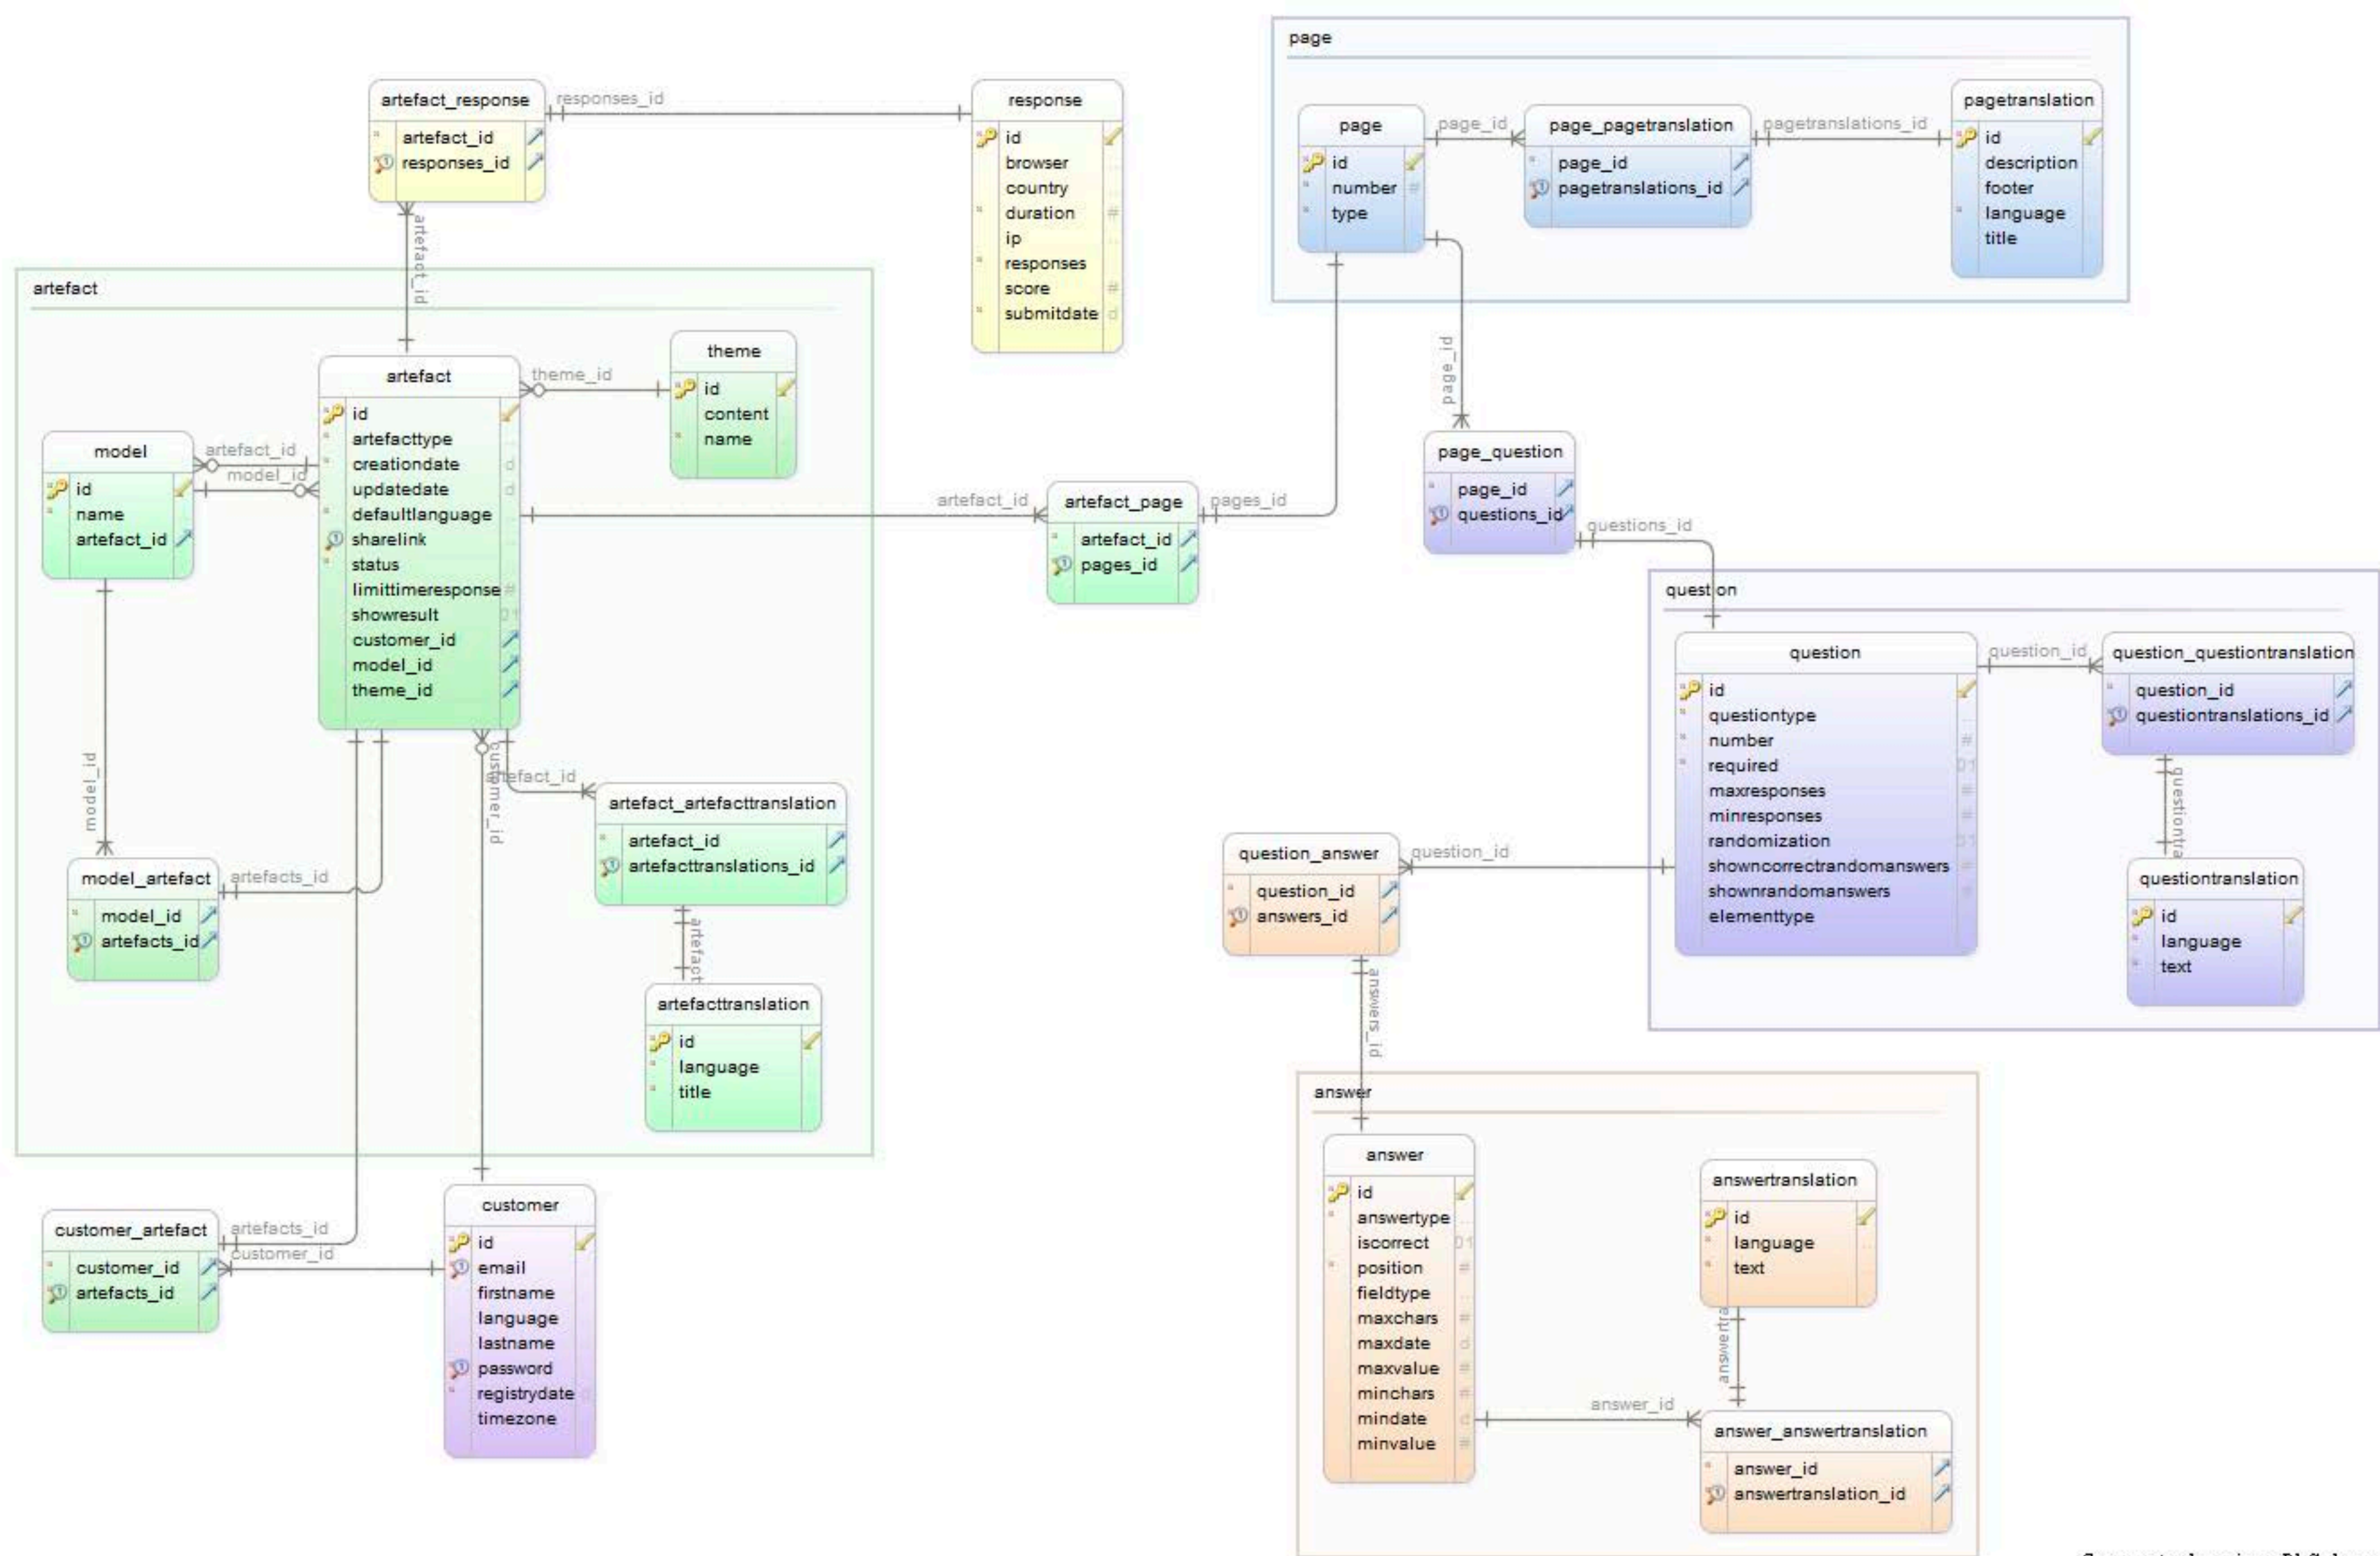 page
artefact_response
artefact_id
responses_id
responses_id
artefact_id
response
id
browser
country
duration
ip
responses
score
submitdate
page
id
number
type
page_id
page_pagetranslation
page_id
pagetranslations_id
pagetranslations_id
pagetranslation
id
description
footer
language
title
artefact
model
id
name
artefact_id
artefact_id
model_id
artefact
id
artefacttype
creationdate
updatedate
defaultlanguage
sharelink
status
limittimeresponse
showresult
customer_id
model_id
theme_id
theme_id
theme
id
content
name
artefact_id
artefact_page
artefact_id
pages_id
pages_id
page_id
page_question
page_id
questions_id
questions_id
question
question
id
questiontype
number
required
maxresponses
minresponses
randomization
showncorrectrandomanswers
shownrandomanswers
elementtype
question_id
question_questiontranslation
question_id
questiontranslations_id
questiontra
questiontranslation
id
language
text
model_id
model_artefact
model_id
artefacts_id
artefacts_id
customer_id
artefact_id
artefact_artefacttranslation
artefact_id
artefacttranslations_id
artefact
artefacttranslation
id
language
title
question_answer
question_id
answers_id
question_id
answers_id
customer_artefact
customer_id
artefacts_id
artefacts_id
customer_id
customer
id
email
firstname
language
lastname
password
registrydate
timezone
answer
answer
id
answertype
iscorrect
position
fieldtype
maxchars
maxdate
maxvalue
minchars
mindate
minvalue
answertranslation
id
language
text
answertra
answer_id
answer_answertranslation
answer_id
answertranslation_id